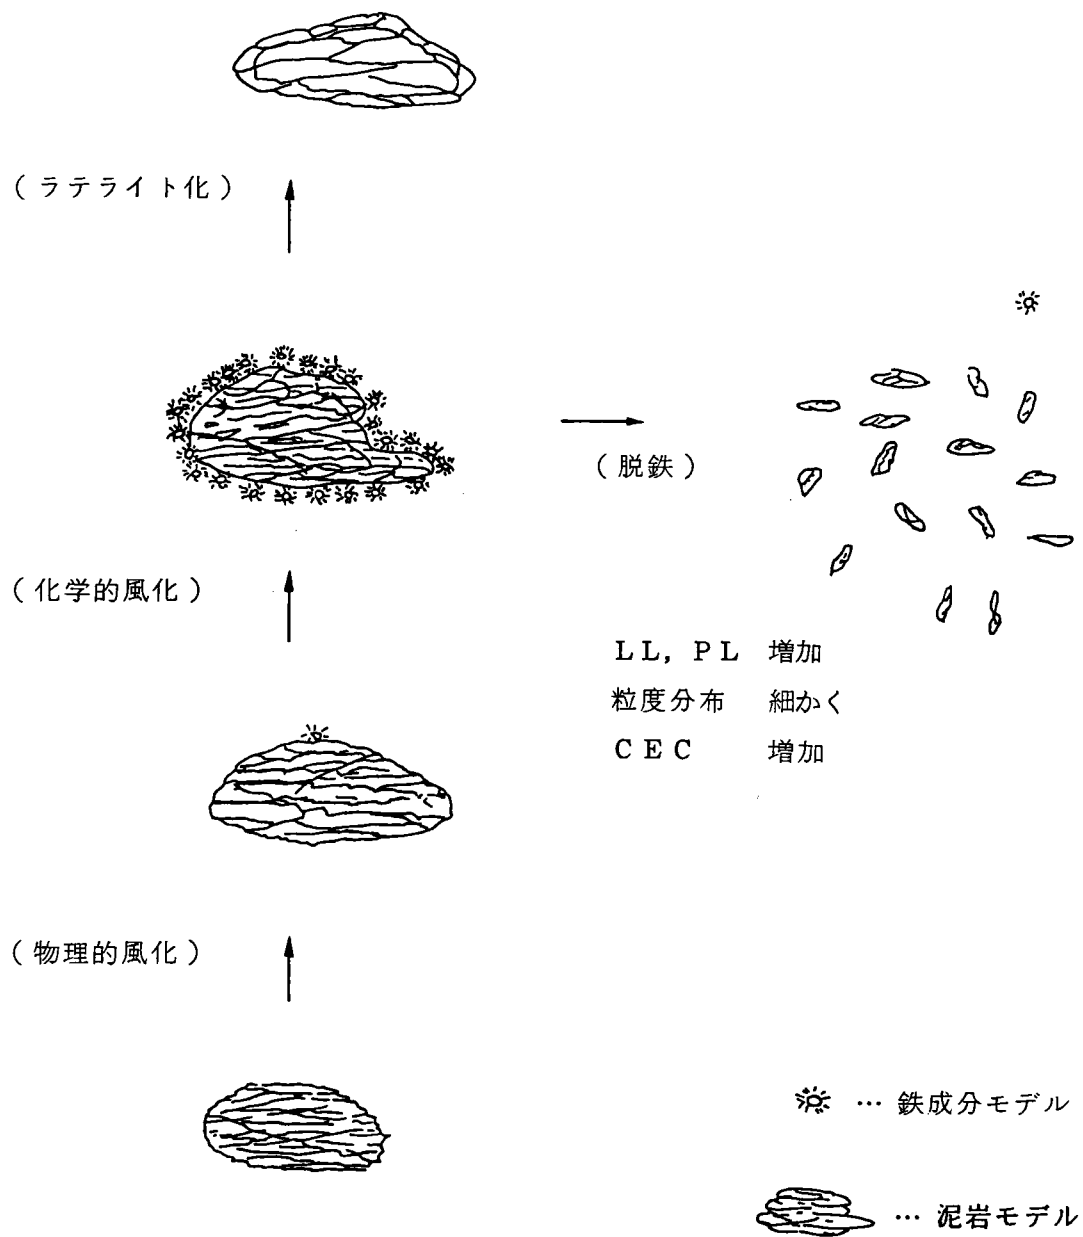 (ラテライト化)
(脱鉄)
(化学的風化)
LL, PL 増加
粒度分布 細かく
CEC 増加
(物理的風化)
… 鉄成分モデル
… 泥岩モデル